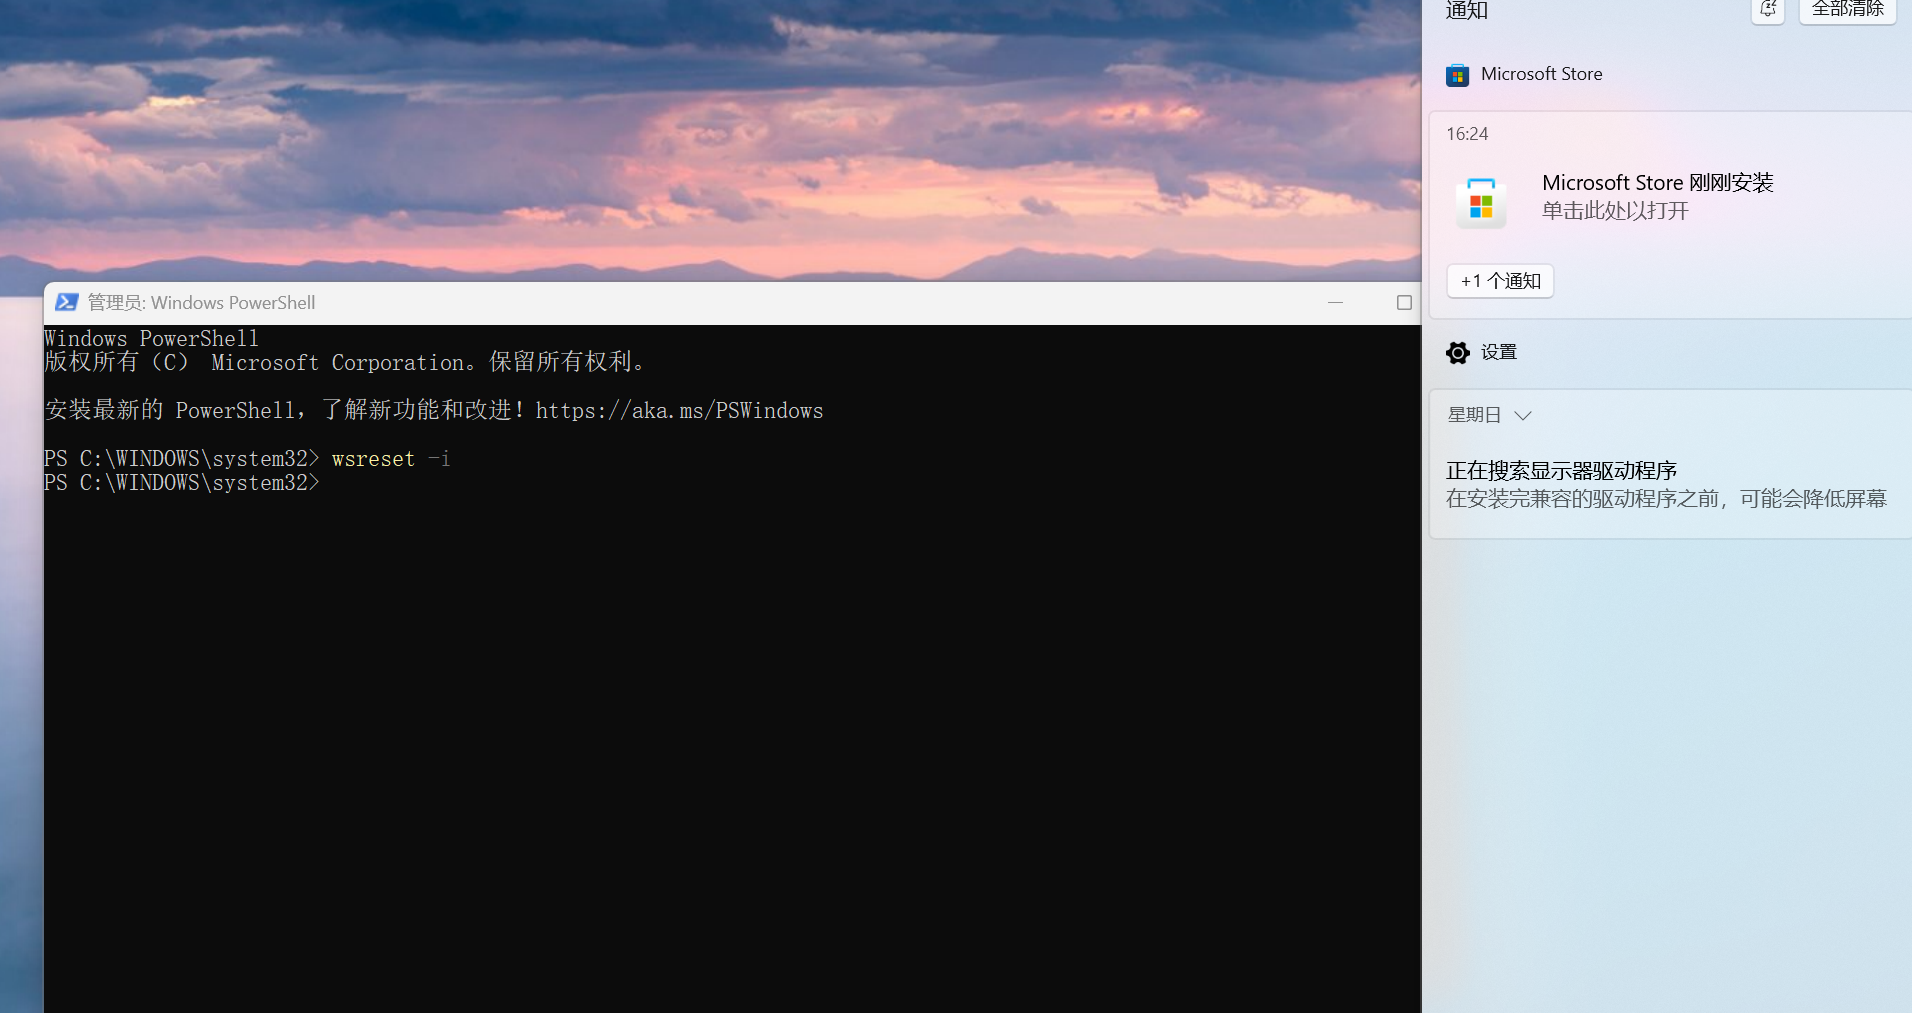 管理员: Windows PowerShell
Windows PowerShell
版权所有（C） Microsoft Corporation。保留所有权利。
安装最新的 PowerShell，了解新功能和改进！https://aka.ms/PSWindows
PS C:\WINDOWS\system32> wsreset -i
PS C:\WINDOWS\system32>
通知
全部清除
Microsoft Store
16:24
Microsoft Store 刚刚安装
单击此处以打开
+1 个通知
设置
星期日
正在搜索显示器驱动程序
在安装完兼容的驱动程序之前，可能会降低屏幕